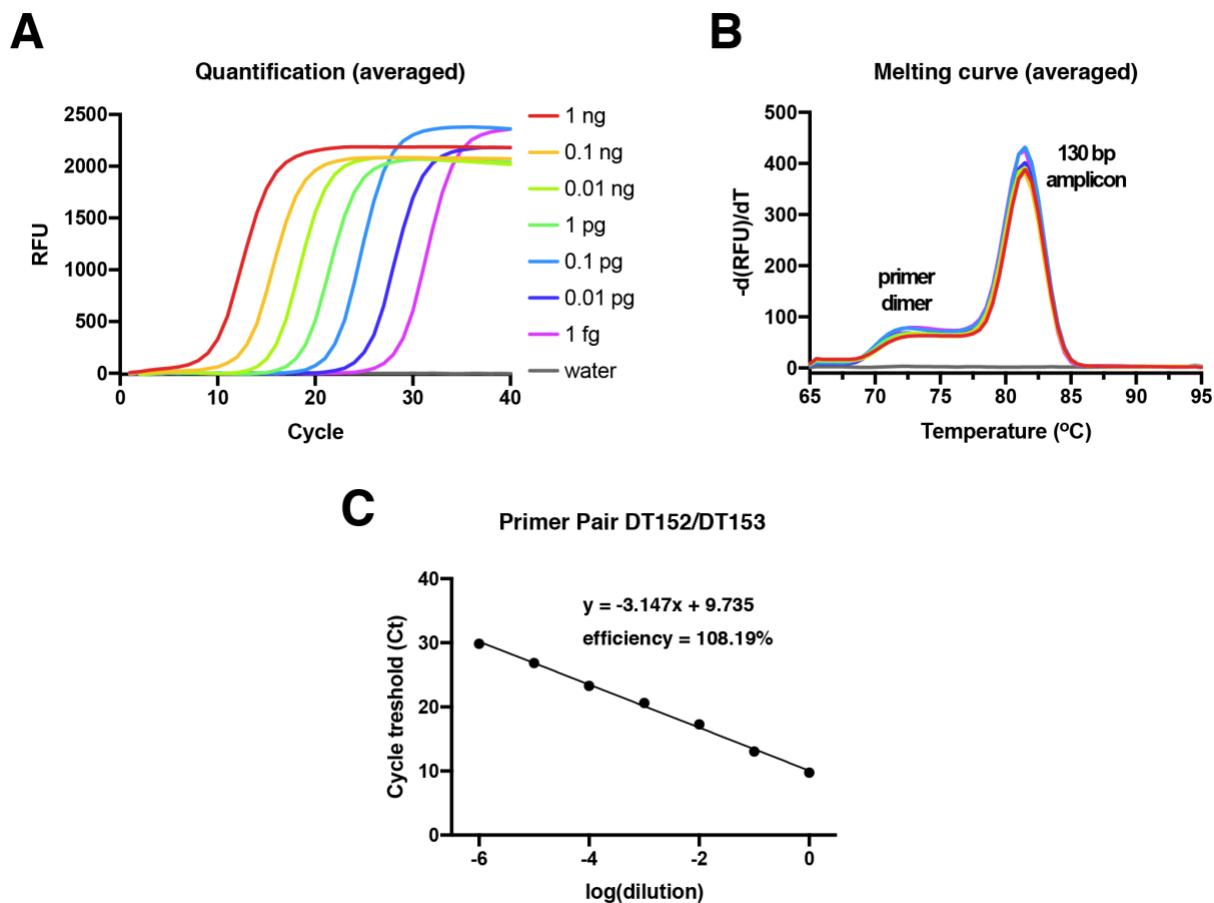 A
Quantification (averaged)
2500
2000
1500
1000
500
0
RFU
0
10
20
30
40
Cycle
1 ng
0.1 ng
0.01 ng
1 pg
0.1 pg
0.01 pg
1 fg
water
B
Melting curve (averaged)
500
400
300
200
100
0
-d(RFU)/dT
primer
dimer
130 bp
amplicon
65
70
75
80
85
90
95
Temperature (ºC)
C
Primer Pair DT152/DT153
40
30
20
10
0
Cycle treshold (Ct)
y = -3.147x + 9.735
efficiency = 108.19%
-6
-4
-2
0
log(dilution)